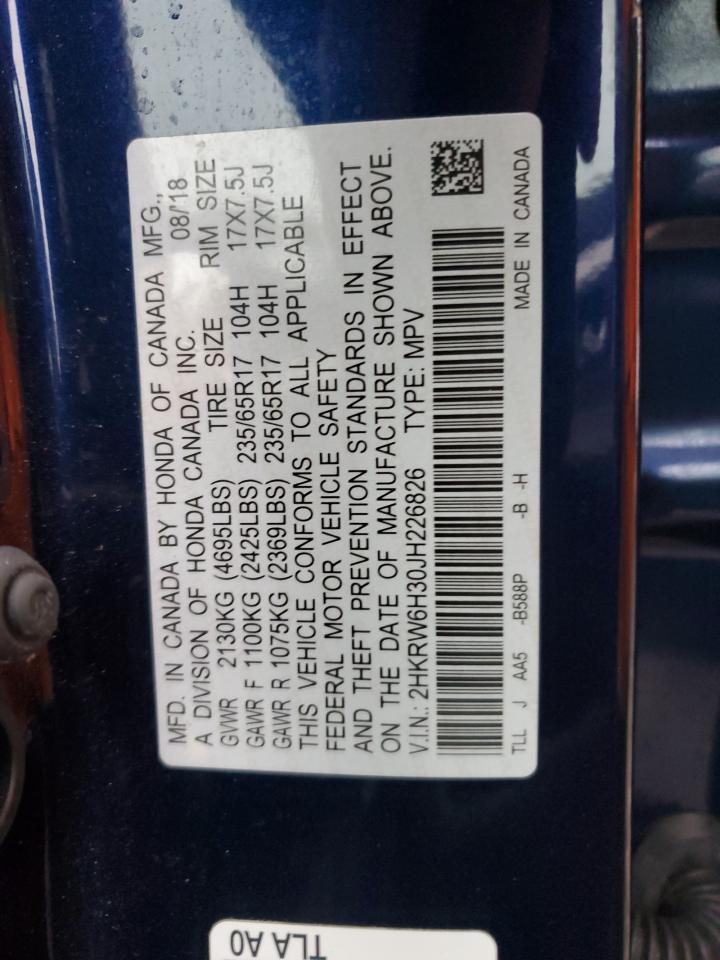 MFD. IN CANADA BY HONDA OF CANADA MFG.,
A DIVISION OF HONDA CANADA INC. 08/'18
GVWR 2130KG (4695LBS) TIRE SIZE RIM SIZE
GAWR F 1100KG (2425LBS) 235/65R17 104H 17X7.5J
GAWR R 1075KG (2369LBS) 235/65R17 104H 17X7.5J
THIS VEHICLE CONFORMS TO ALL APPLICABLE
FEDERAL MOTOR VEHICLE SAFETY
AND THEFT PREVENTION STANDARDS IN EFFECT
ON THE DATE OF MANUFACTURE SHOWN ABOVE.
V.I.N.: 2HKRW6H30JH226826 TYPE: MPV
TLL J AA5 -B588P -B -H MADE IN CANADA
TLA A0